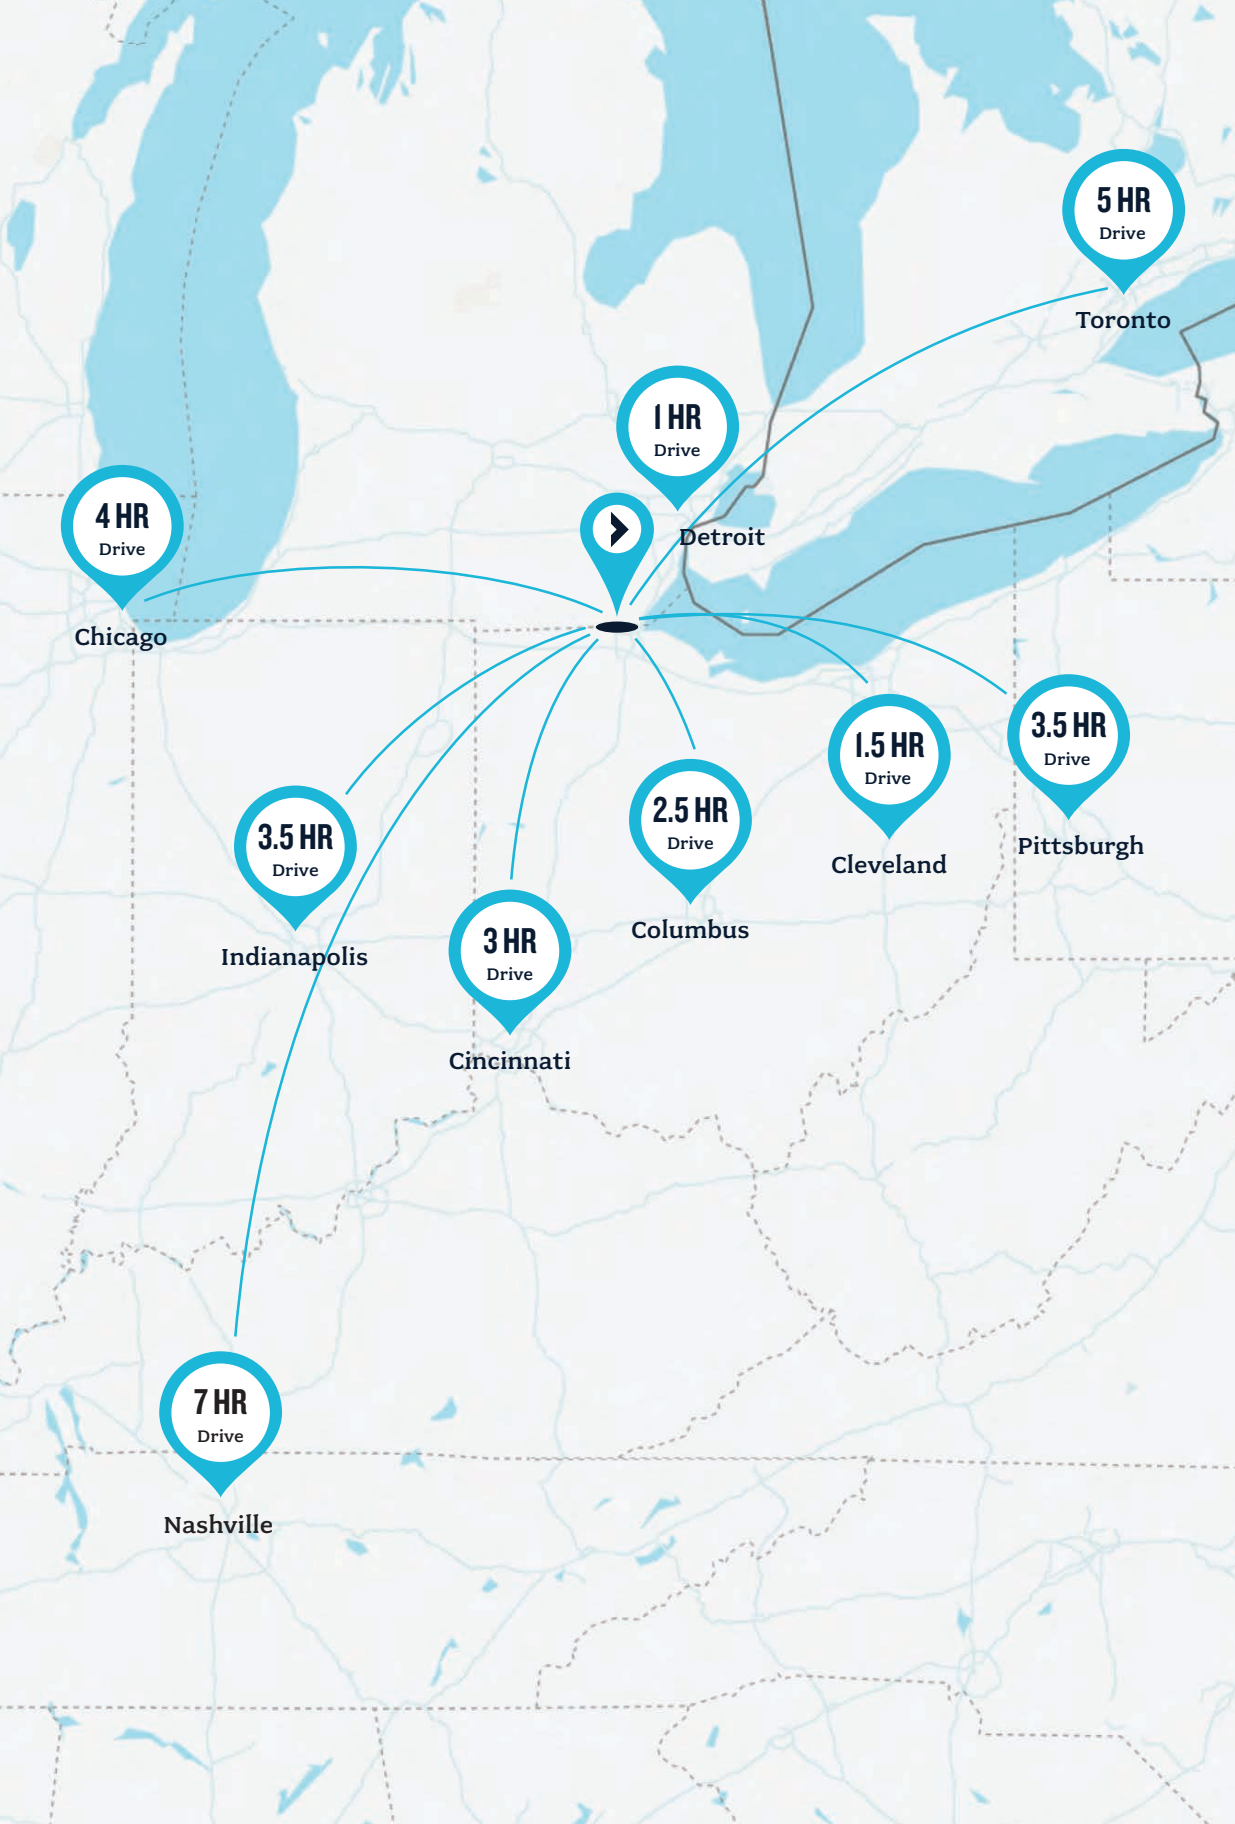 5 HR
Drive
Toronto
1 HR
Drive
Detroit
4 HR
Drive
Chicago
3.5 HR
Drive
Pittsburgh
1.5 HR
Drive
Cleveland
2.5 HR
Drive
Columbus
3.5 HR
Drive
Indianapolis
3 HR
Drive
Cincinnati
7 HR
Drive
Nashville